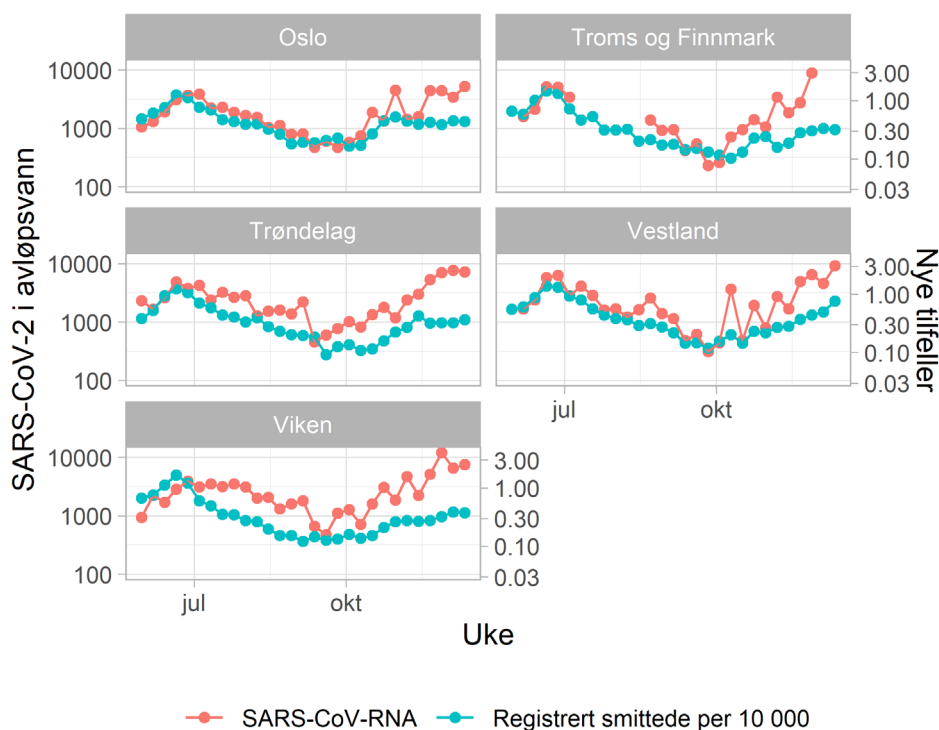 Oslo
Troms og Finnmark
10000
1000
100
3.00
1.00
0.30
0.10
0.03
Trøndelag
Vestland
10000
1000
100
3.00
1.00
0.30
0.10
0.03
jul
okt
Viken
10000
1000
100
3.00
1.00
0.30
0.10
0.03
jul
okt
SARS-CoV-2 i avløpsvann
Nye tilfeller
Uke
SARS-CoV-RNA
Registrert smittede per 10 000